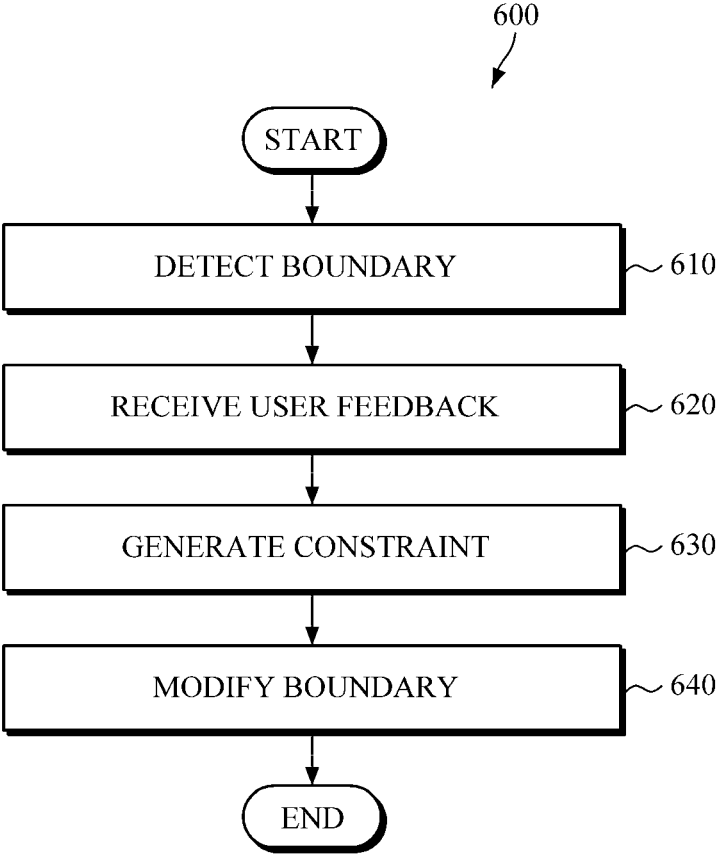 600
START
DETECT BOUNDARY
610
RECEIVE USER FEEDBACK
620
GENERATE CONSTRAINT
630
MODIFY BOUNDARY
640
END